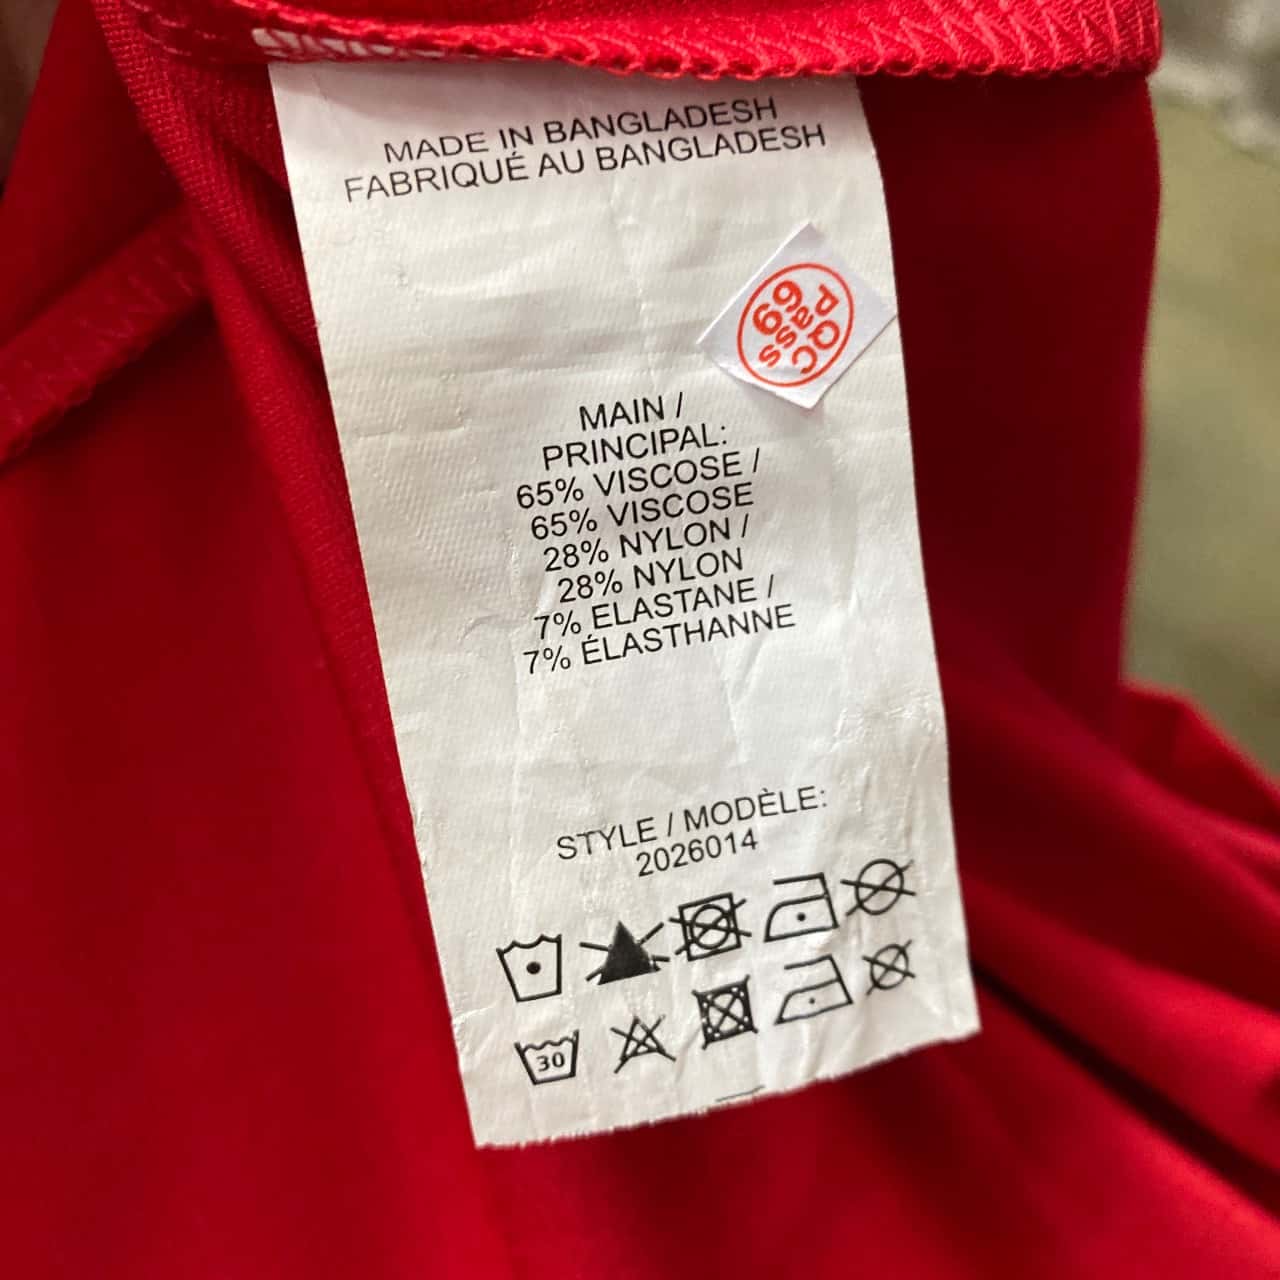 MADE IN BANGLADESH
FABRIQUÉ AU BANGLADESH
PQC
Pass
69
MAIN /
PRINCIPAL:
65% VISCOSE /
65% VISCOSE
28% NYLON /
28% NYLON
7% ELASTANE /
7% ÉLASTHANNE
STYLE / MODÈLE:
2026014
30